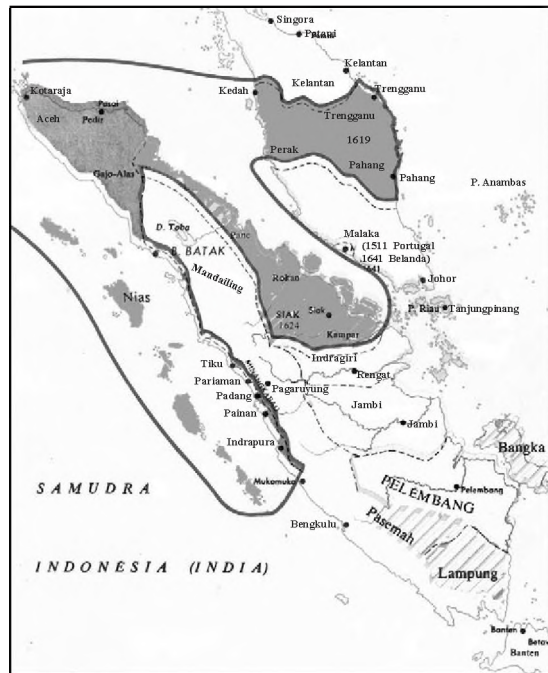 Singora
Patani
Kelantan
Kelantan
Kedah
Trengganu
Trengganu
1619
Perak
Pahang
Pahang
P. Anambas
Kotaraja
Aceh
Pasai
Pedir
Gajo-Alas
D. Toba
B. BATAK
Mandailing
Nias
Panc
Rokan
SIAK
1624
Siak
Kampar
Malaka
(1511 Portugal
1641 Belanda)
Johor
P. Riau
Tanjungpinang
Indragiri
Rengat
Tiku
Pariaman
Padang
Painan
Pagaruyung
Indrapura
Mukomuko
Jambi
Jambi
Bangka
PELEMBANG
Pelembang
Pasemah
Bengkulu
Lampung
SAMUDRA
INDONESIA (INDIA)
Banten
Banten